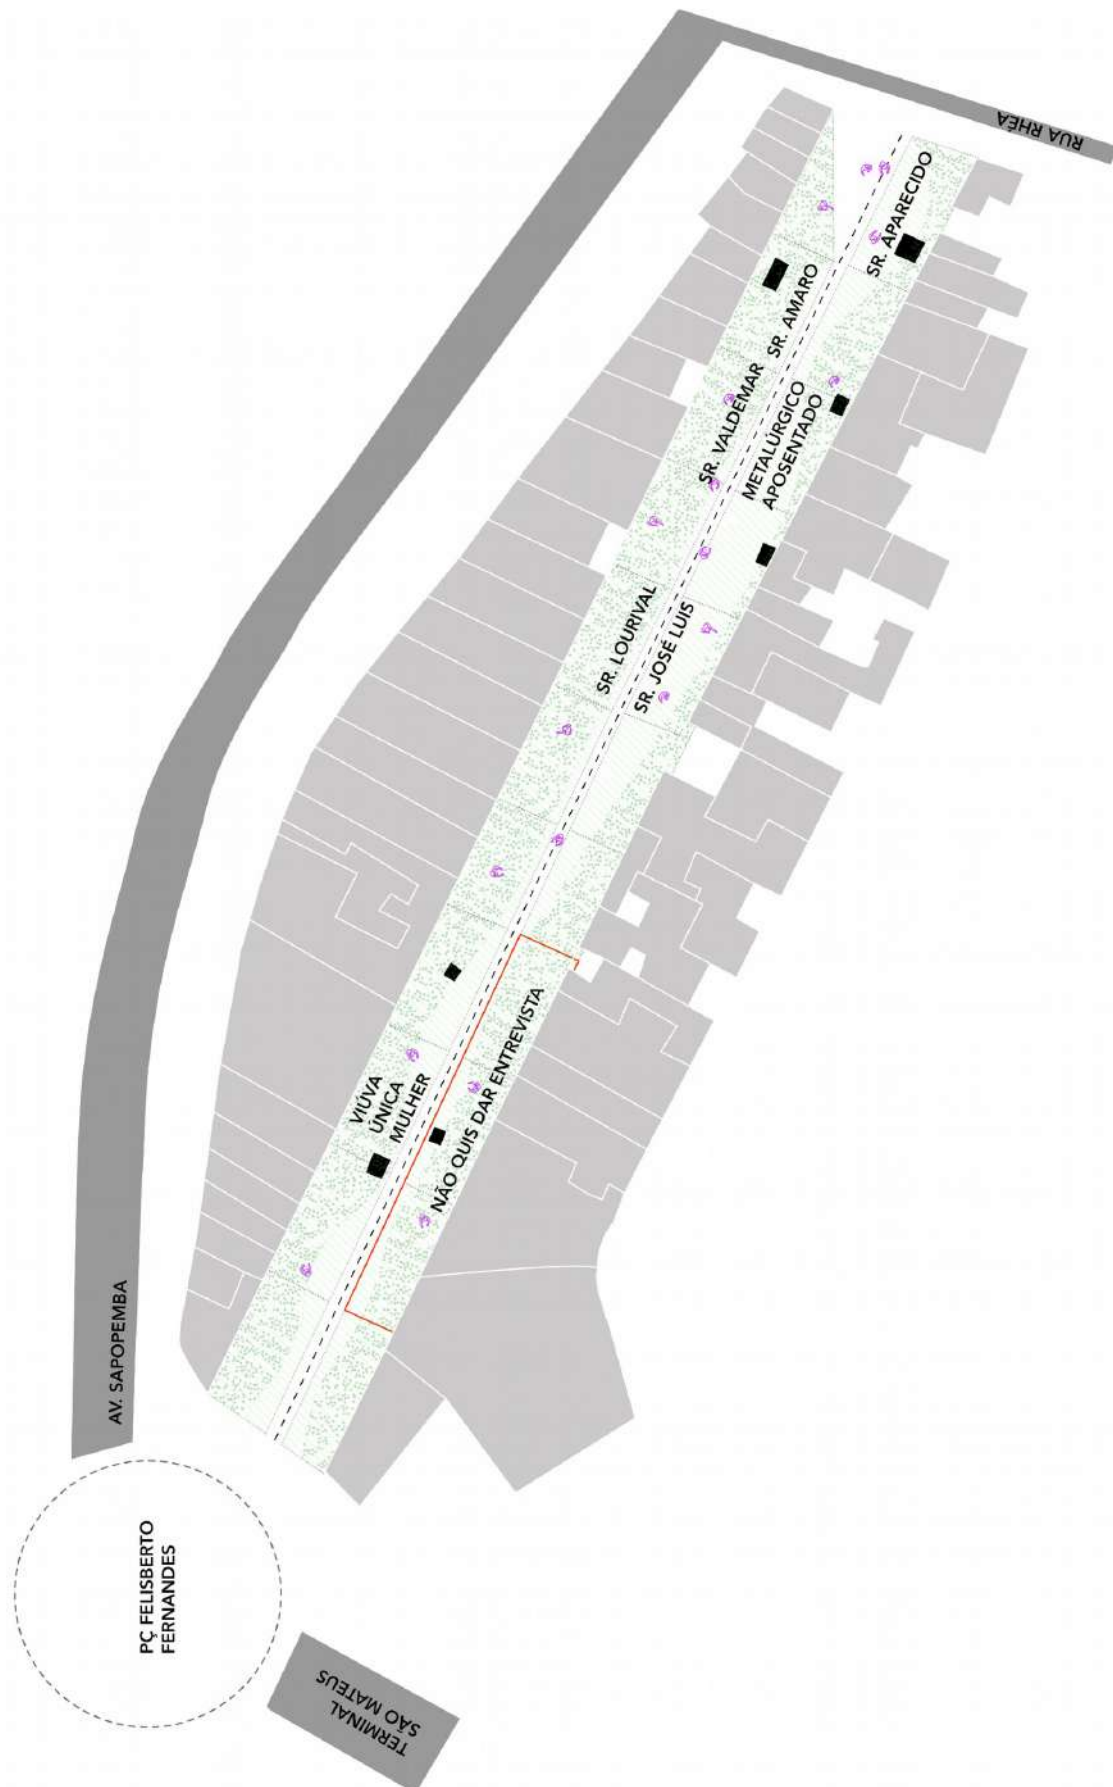 RUA RHÉA
SR. APARECIDO
SR. AMARO
SR. VALDEMAR
METALÚRGICO
APOSENTADO
SR. LOURIVAL
SR. JOSÉ LUIS
NÃO QUIS DAR ENTREVISTA
VIÚVA
ÚNICA
MULHER
AV. SAPOPEMBA
PÇ FELISBERTO
FERNANDES
TERMINAL
SÃO MATEUS